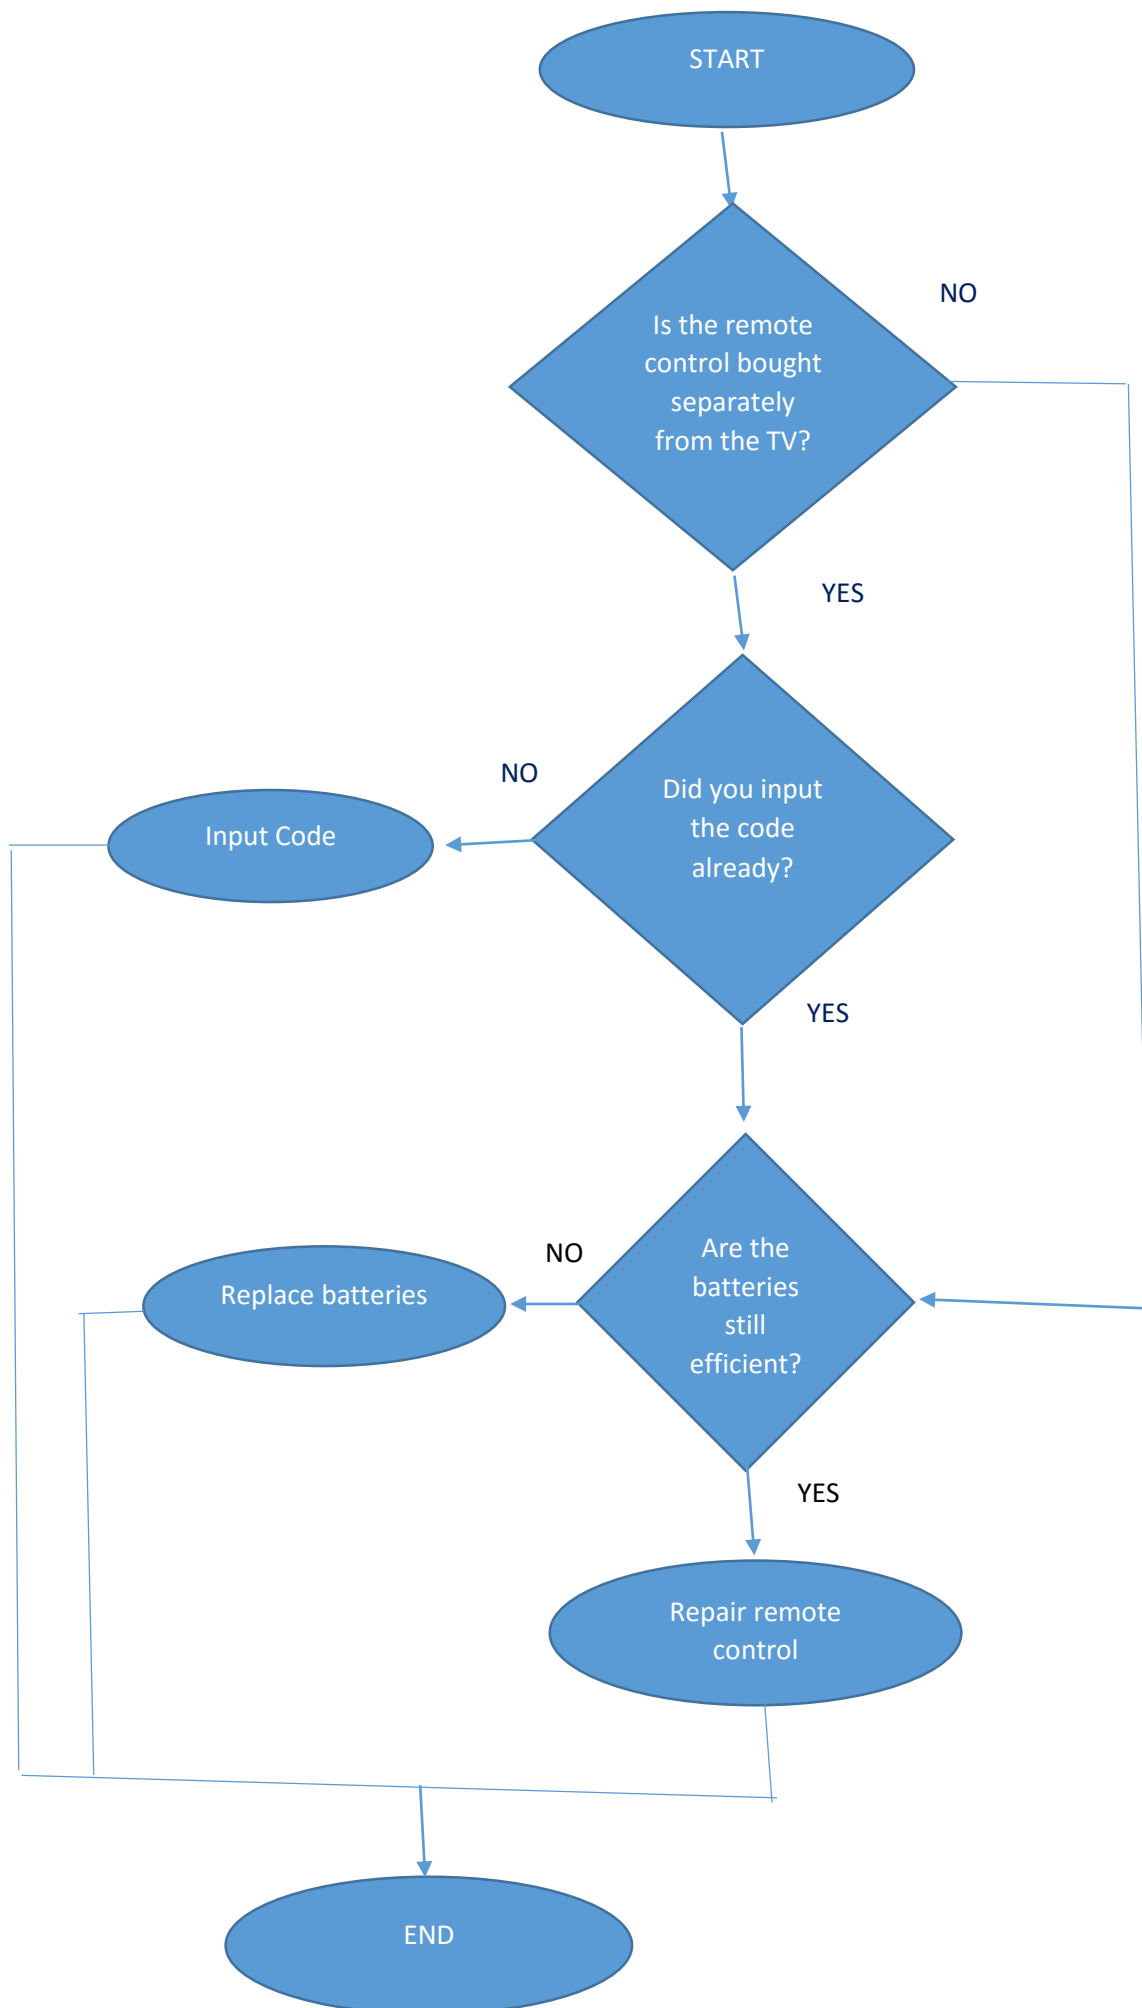 START
NO
Is the remote
control bought
separately
from the TV?
YES
NO
Did you input
the code
already?
Input Code
YES
NO
Are the
batteries
still
efficient?
Replace batteries
YES
Repair remote
control
END